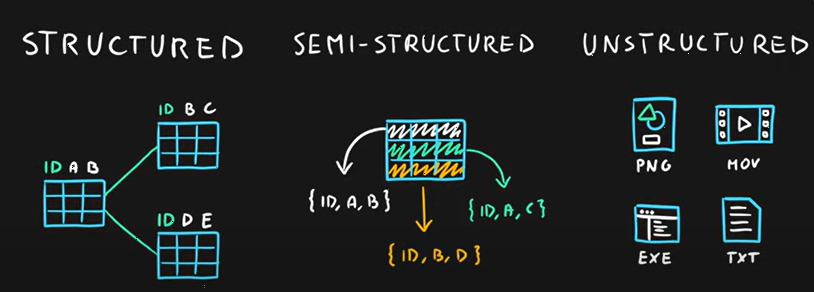 STRUCTURED
ID B C
ID A B
ID D E
SEMI-STRUCTURED
{ID, A, B}
{ID, A, C}
{ID, B, D}
UNSTRUCTURED
PNG
MOV
EXE
TXT